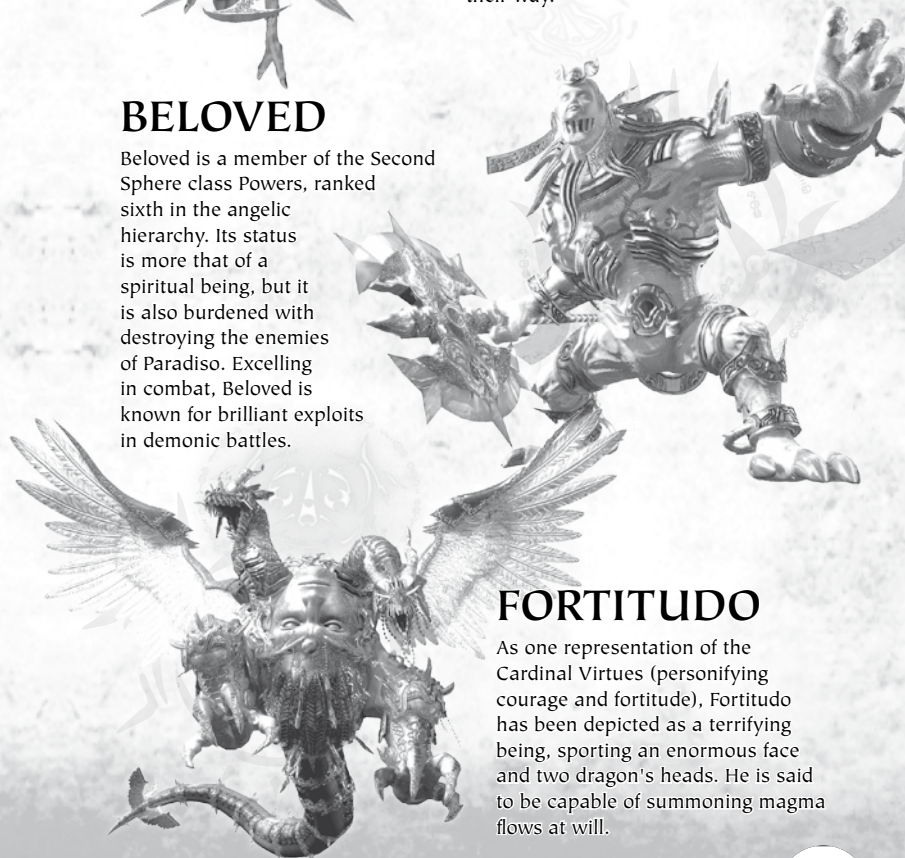 their way.
BELOVED
Beloved is a member of the Second
Sphere class Powers, ranked
sixth in the angelic
hierarchy. Its status
is more that of a
spiritual being, but it
is also burdened with
destroying the enemies
of Paradiso. Excelling
in combat, Beloved is
known for brilliant exploits
in demonic battles.
FORTITUDO
As one representation of the
Cardinal Virtues (personifying
courage and fortitude), Fortitudo
has been depicted as a terrifying
being, sporting an enormous face
and two dragon's heads. He is said
to be capable of summoning magma
flows at will.